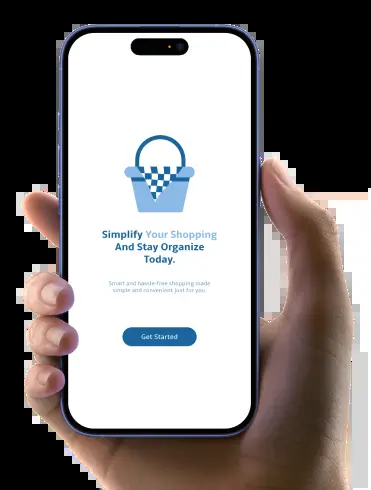 Simplify Your Shopping
And Stay Organize
Today.
Smart and hassle-free shopping made
simple and convenient just for you.
Get Started